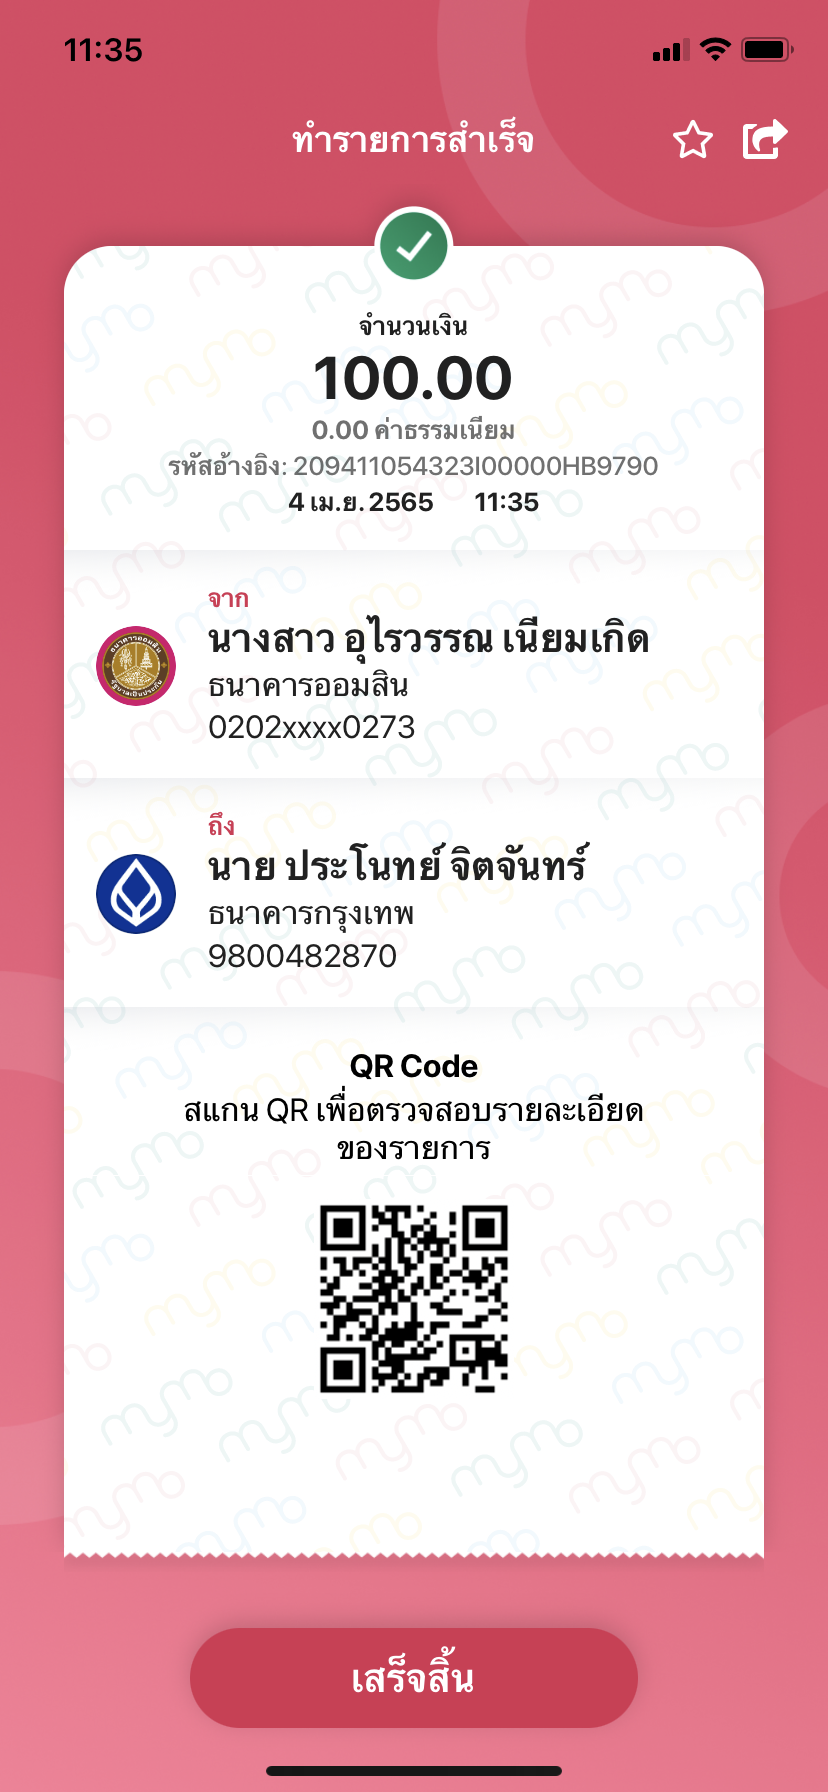 11:35
ทำรายการสำเร็จ
จำนวนเงิน
100.00
0.00 ค่าธรรมเนียม
รหัสอ้างอิง: 209411054323I00000HB9790
4 เม.ย. 2565 11:35
จาก
นางสาว อุไรวรรณ เนียมเกิด
ธนาคารออมสิน
0202xxxx0273
ถึง
นาย ประโนทย์ จิตจันทร์
ธนาคารกรุงเทพ
9800482870
QR Code
สแกน QR เพื่อตรวจสอบรายละเอียด
ของรายการ
เสร็จสิ้น